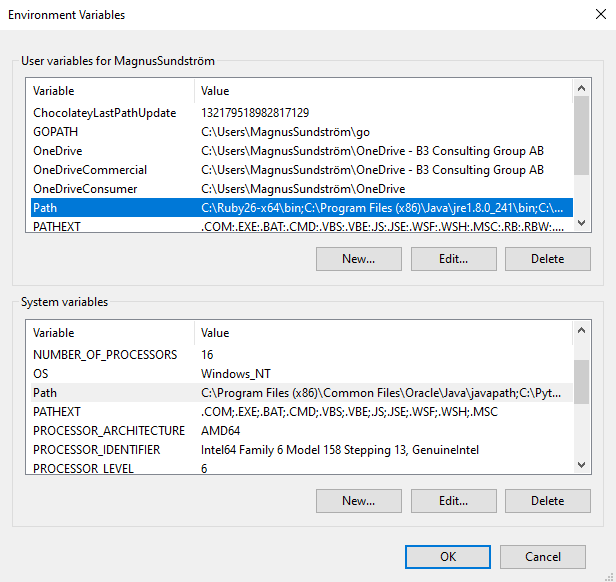 Environment Variables
User variables for MagnusSundström
Variable Value
ChocolateyLastPathUpdate 132179518982817129
GOPATH C:\Users\MagnusSundström\go
OneDrive C:\Users\MagnusSundström\OneDrive - B3 Consulting Group AB
OneDriveCommercial C:\Users\MagnusSundström\OneDrive - B3 Consulting Group AB
OneDriveConsumer C:\Users\MagnusSundström\OneDrive
Path C:\Ruby26-x64\bin;C:\Program Files (x86)\Java\jre1.8.0_241\bin;C:\...
PATHEXT .COM;.EXE;.BAT;.CMD;.VBS;.VBE;.JS;.JSE;.WSF;.WSH;.MSC;.RB;.RBW;....
New... Edit... Delete
System variables
Variable Value
NUMBER_OF_PROCESSORS 16
OS Windows_NT
Path C:\Program Files (x86)\Common Files\Oracle\Java\javapath;C:\Pyt...
PATHEXT .COM;.EXE;.BAT;.CMD;.VBS;.VBE;.JS;.JSE;.WSF;.WSH;.MSC
PROCESSOR_ARCHITECTURE AMD64
PROCESSOR_IDENTIFIER Intel64 Family 6 Model 158 Stepping 13, GenuineIntel
PROCESSOR_LEVEL 6
New... Edit... Delete
OK Cancel